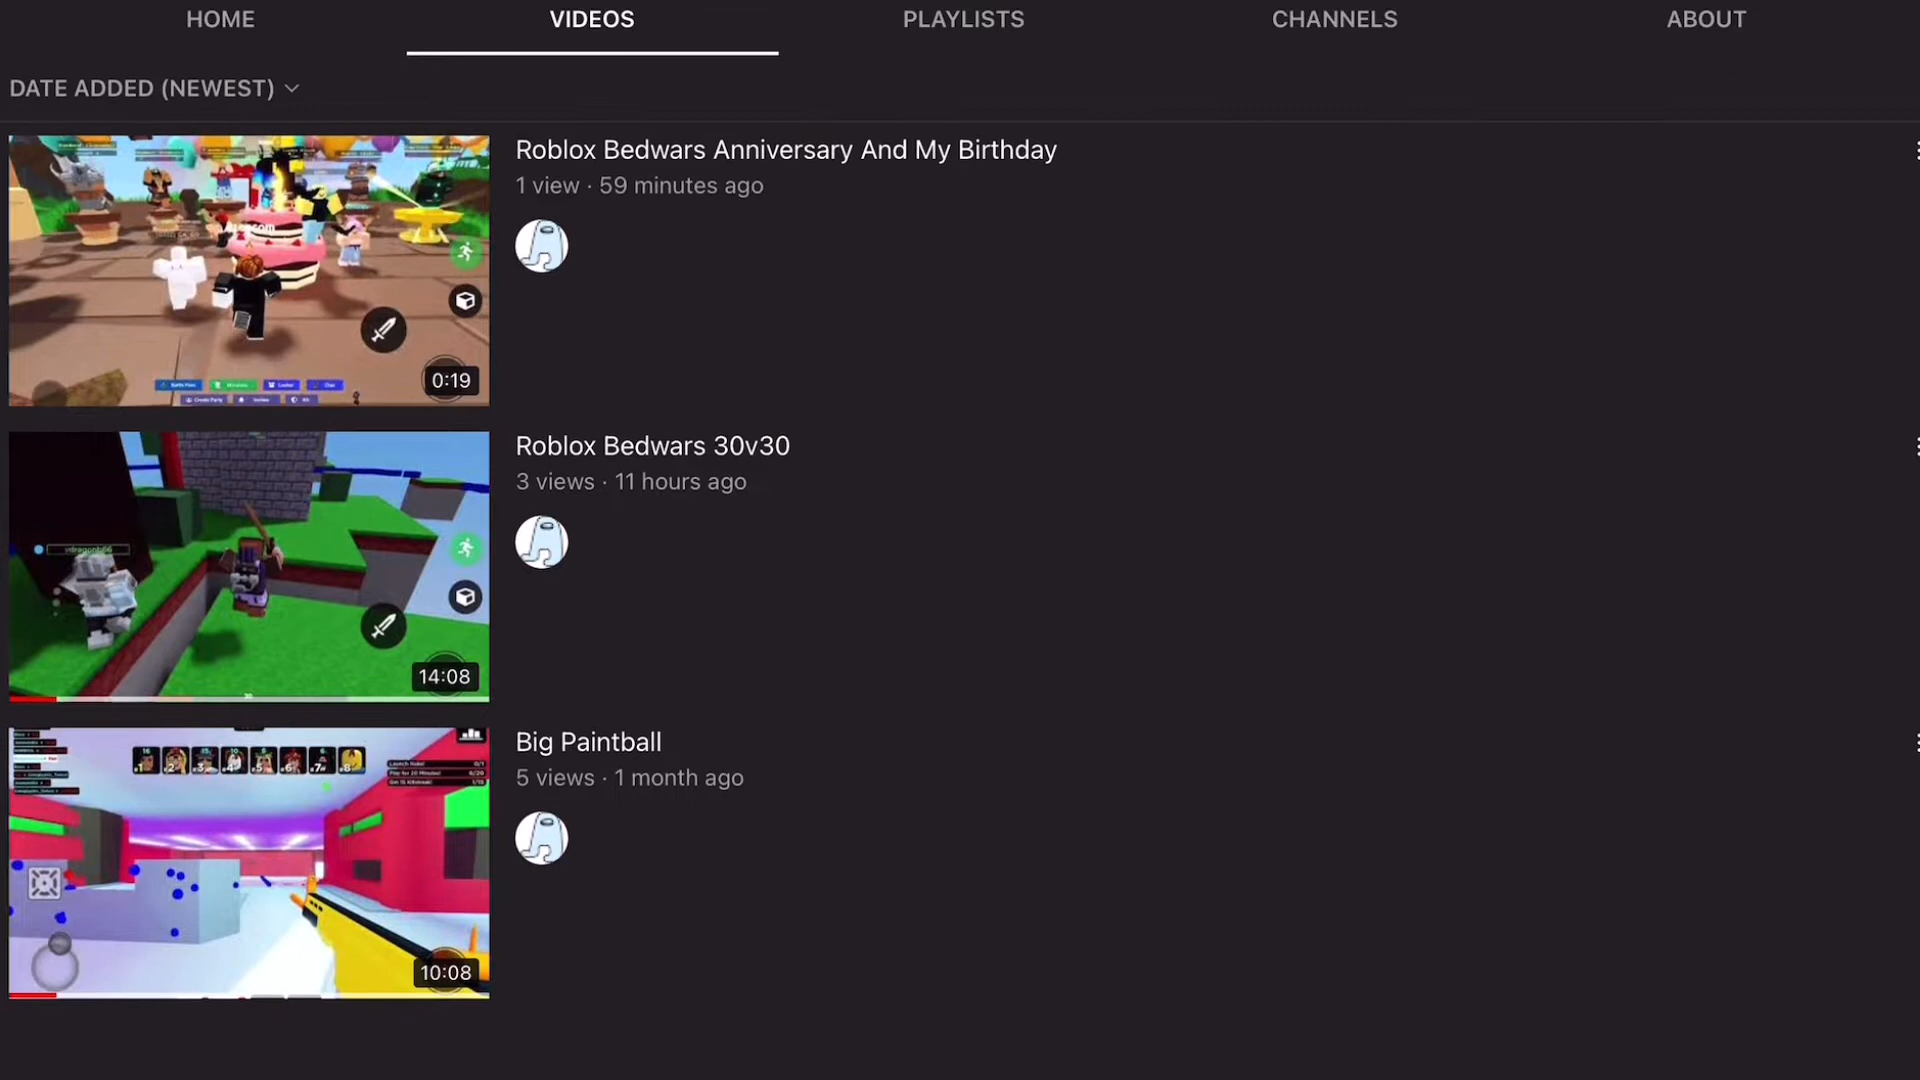 HOME VIDEOS PLAYLISTS CHANNELS ABOUT
DATE ADDED (NEWEST)
Roblox Bedwars Anniversary And My Birthday
1 view · 59 minutes ago
0:19
Roblox Bedwars 30v30
3 views · 11 hours ago
14:08
Big Paintball
5 views · 1 month ago
10:08